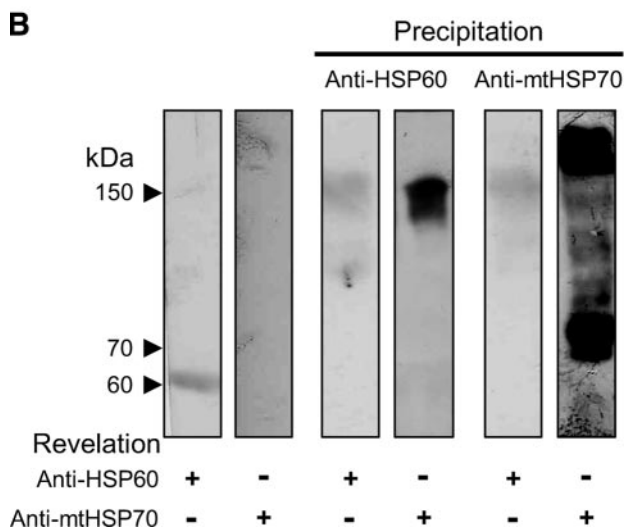 B
Precipitation
Anti-HSP60 Anti-mtHSP70
kDa
150
70
60
Revelation
Anti-HSP60 + - + - + -
Anti-mtHSP70 - + - + - +